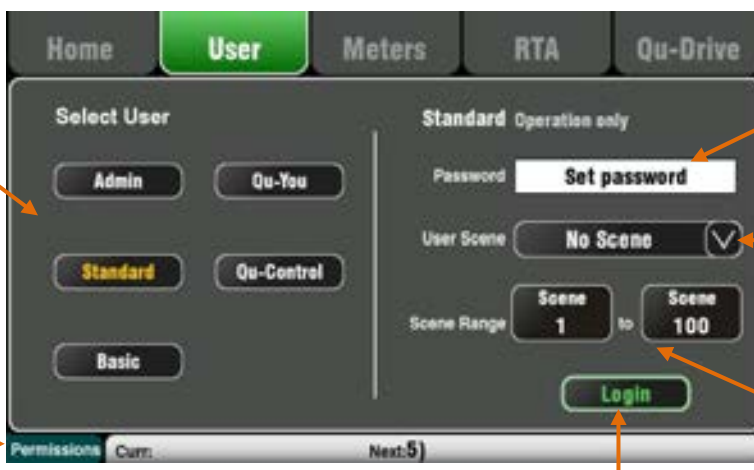 Home User Meters RTA Qu-Drive
Select User
Admin Qu-You
Standard Qu-Control
Basic
Standard Operation only
Password Set password
User Scene No Scene
Scene Range Scene 1 to Scene 100
Login
Permissions Curr: Next:5)